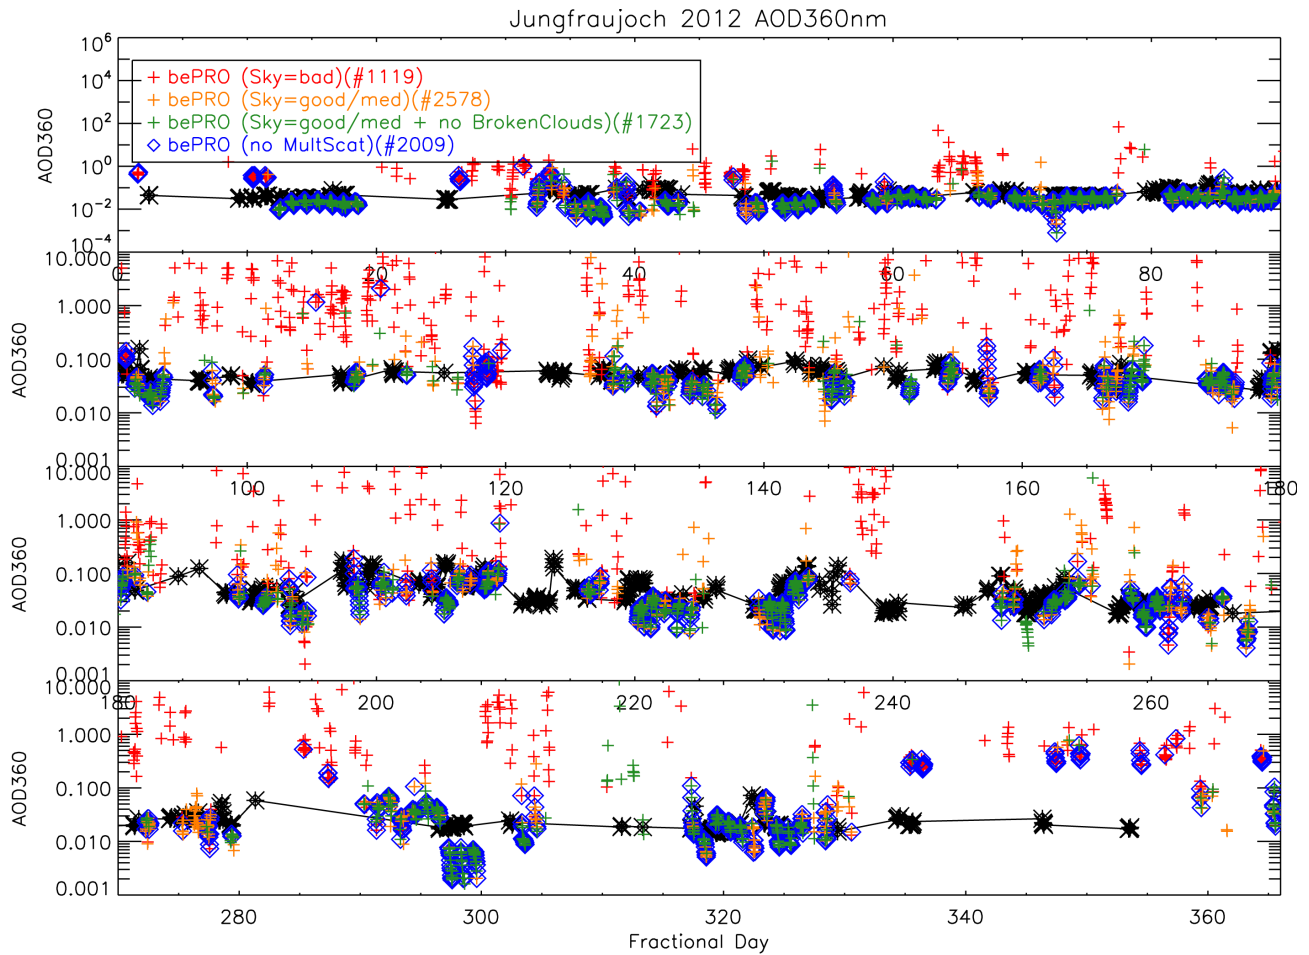 Jungfraujoch 2012 AOD360nm
10^6
10^4
10^2
10^0
10^-2
10^-4
AOD360
+ bePRO (Sky=bad)(#1119)
+ bePRO (Sky=good/med)(#2578)
+ bePRO (Sky=good/med + no BrokenClouds)(#1723)
◇ bePRO (no MultScat)(#2009)
0 20 40 60 80
10.000
1.000
0.100
0.010
0.001
AOD360
100 120 140 160 180
10.000
1.000
0.100
0.010
0.001
AOD360
180 200 220 240 260
10.000
1.000
0.100
0.010
0.001
AOD360
280 300 320 340 360
Fractional Day